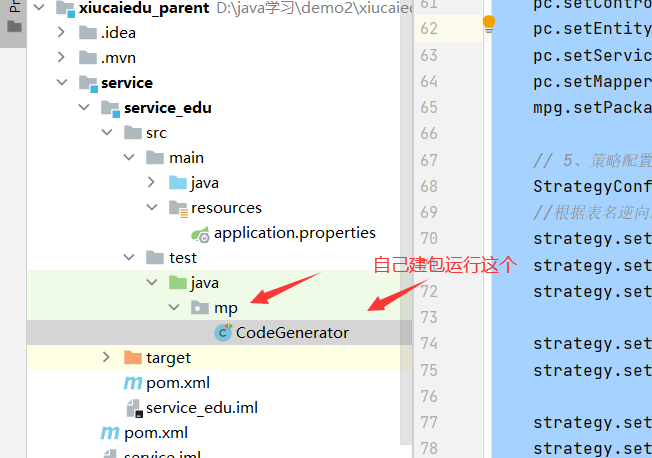 Pr
xiucaiedu_parent D:\java学习\demo2\xiucaie
.idea
.mvn
service
service_edu
src
main
java
resources
application.properties
test
java
mp
CodeGenerator
target
pom.xml
service_edu.iml
pom.xml
service.iml
自己建包运行这个
61 pc.setContro
62 pc.setEntity
63 pc.setServic
64 pc.setMapper
65 mpg.setPacka
66
67 // 5、策略配置
68 StrategyConf
69 //根据表名逆向
70 strategy.set
71 strategy.set
72 strategy.set
73
74 strategy.set
75 strategy.set
76
77 strategy.set
78 strategy.set